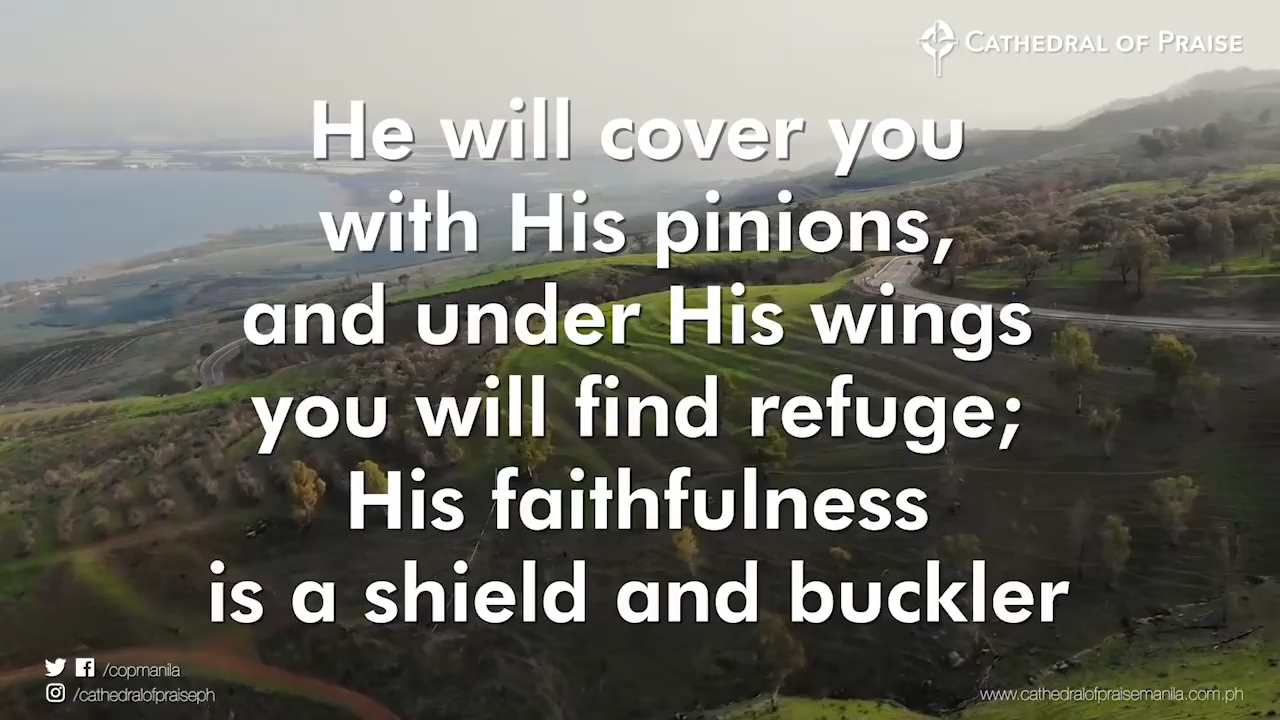 CATHEDRAL OF PRAISE
He will cover you
with His pinions,
and under His wings
you will find refuge;
His faithfulness
is a shield and buckler
/copmanila
/cathedralofpraiseph
www.cathedralofpraisemanila.com.ph